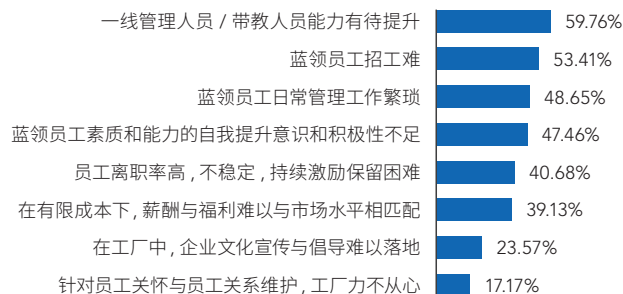 一线管理人员 / 带教人员能力有待提升 59.76%
蓝领员工招工难 53.41%
蓝领员工日常管理工作繁琐 48.65%
蓝领员工素质和能力的自我提升意识和积极性不足 47.46%
员工离职率高 , 不稳定 , 持续激励保留困难 40.68%
在有限成本下 , 薪酬与福利难以与市场水平相匹配 39.13%
在工厂中 , 企业文化宣传与倡导难以落地 23.57%
针对员工关怀与员工关系维护 , 工厂力不从心 17.17%